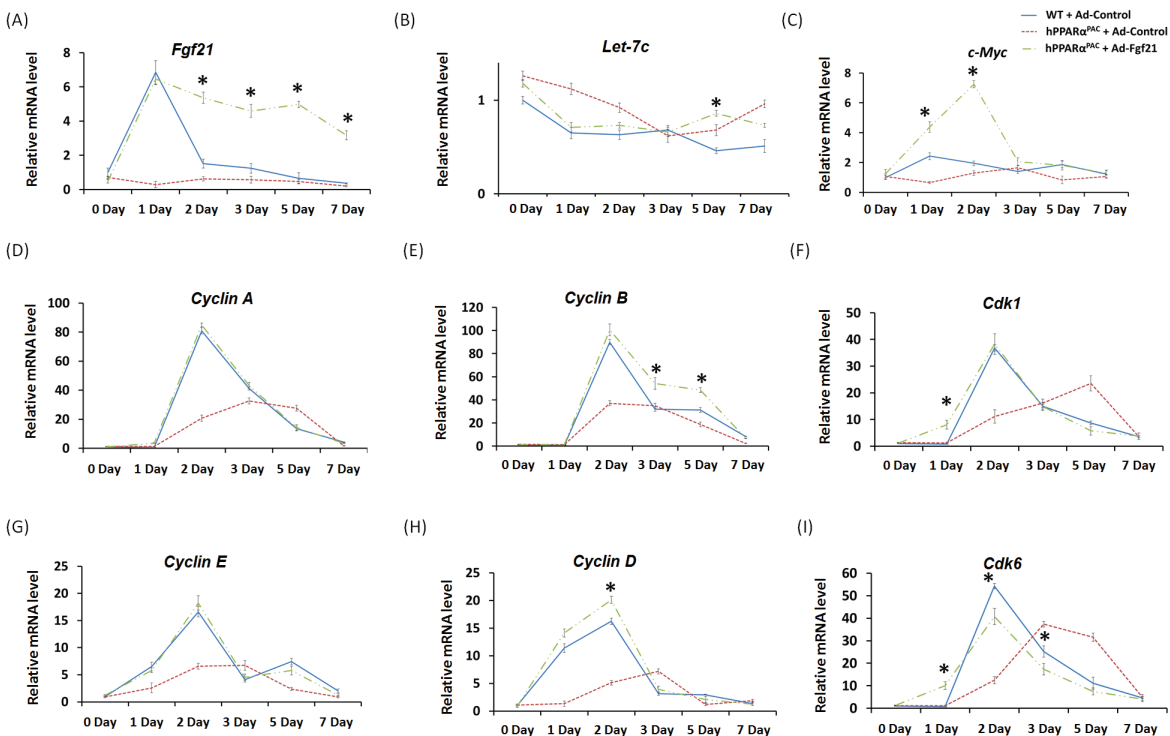 (A)
Fgf21
Relative mRNA level
8
6
4
2
0
* * * *
0 Day 1 Day 2 Day 3 Day 5 Day 7 Day
(B)
Let-7c
Relative mRNA level
1
0
*
0 Day 1 Day 2 Day 3 Day 5 Day 7 Day
(C)
WT + Ad-Control
hPPARα^PAC + Ad-Control
hPPARα^PAC + Ad-Fgf21
c-Myc
Relative mRNA level
8
6
4
2
0
* *
0 Day 1 Day 2 Day 3 Day 5 Day 7 Day
(D)
Cyclin A
Relative mRNA level
100
80
60
40
20
0
0 Day 1 Day 2 Day 3 Day 5 Day 7 Day
(E)
Cyclin B
Relative mRNA level
120
100
80
60
40
20
0
* *
0 Day 1 Day 2 Day 3 Day 5 Day 7 Day
(F)
Cdk1
Relative mRNA level
50
40
30
20
10
0
*
0 Day 1 Day 2 Day 3 Day 5 Day 7 Day
(G)
Cyclin E
Relative mRNA level
25
20
15
10
5
0
0 Day 1 Day 2 Day 3 Day 5 Day 7 Day
(H)
Cyclin D
Relative mRNA level
25
20
15
10
5
0
*
0 Day 1 Day 2 Day 3 Day 5 Day 7 Day
(I)
Cdk6
Relative mRNA level
60
50
40
30
20
10
0
* * *
0 Day 1 Day 2 Day 3 Day 5 Day 7 Day